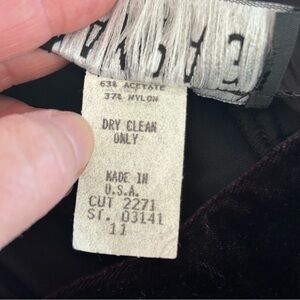 63% ACETATE
37% NYLON
DRY CLEAN
ONLY
MADE IN
U.S.A.
CUT 2271
ST. 03141
11